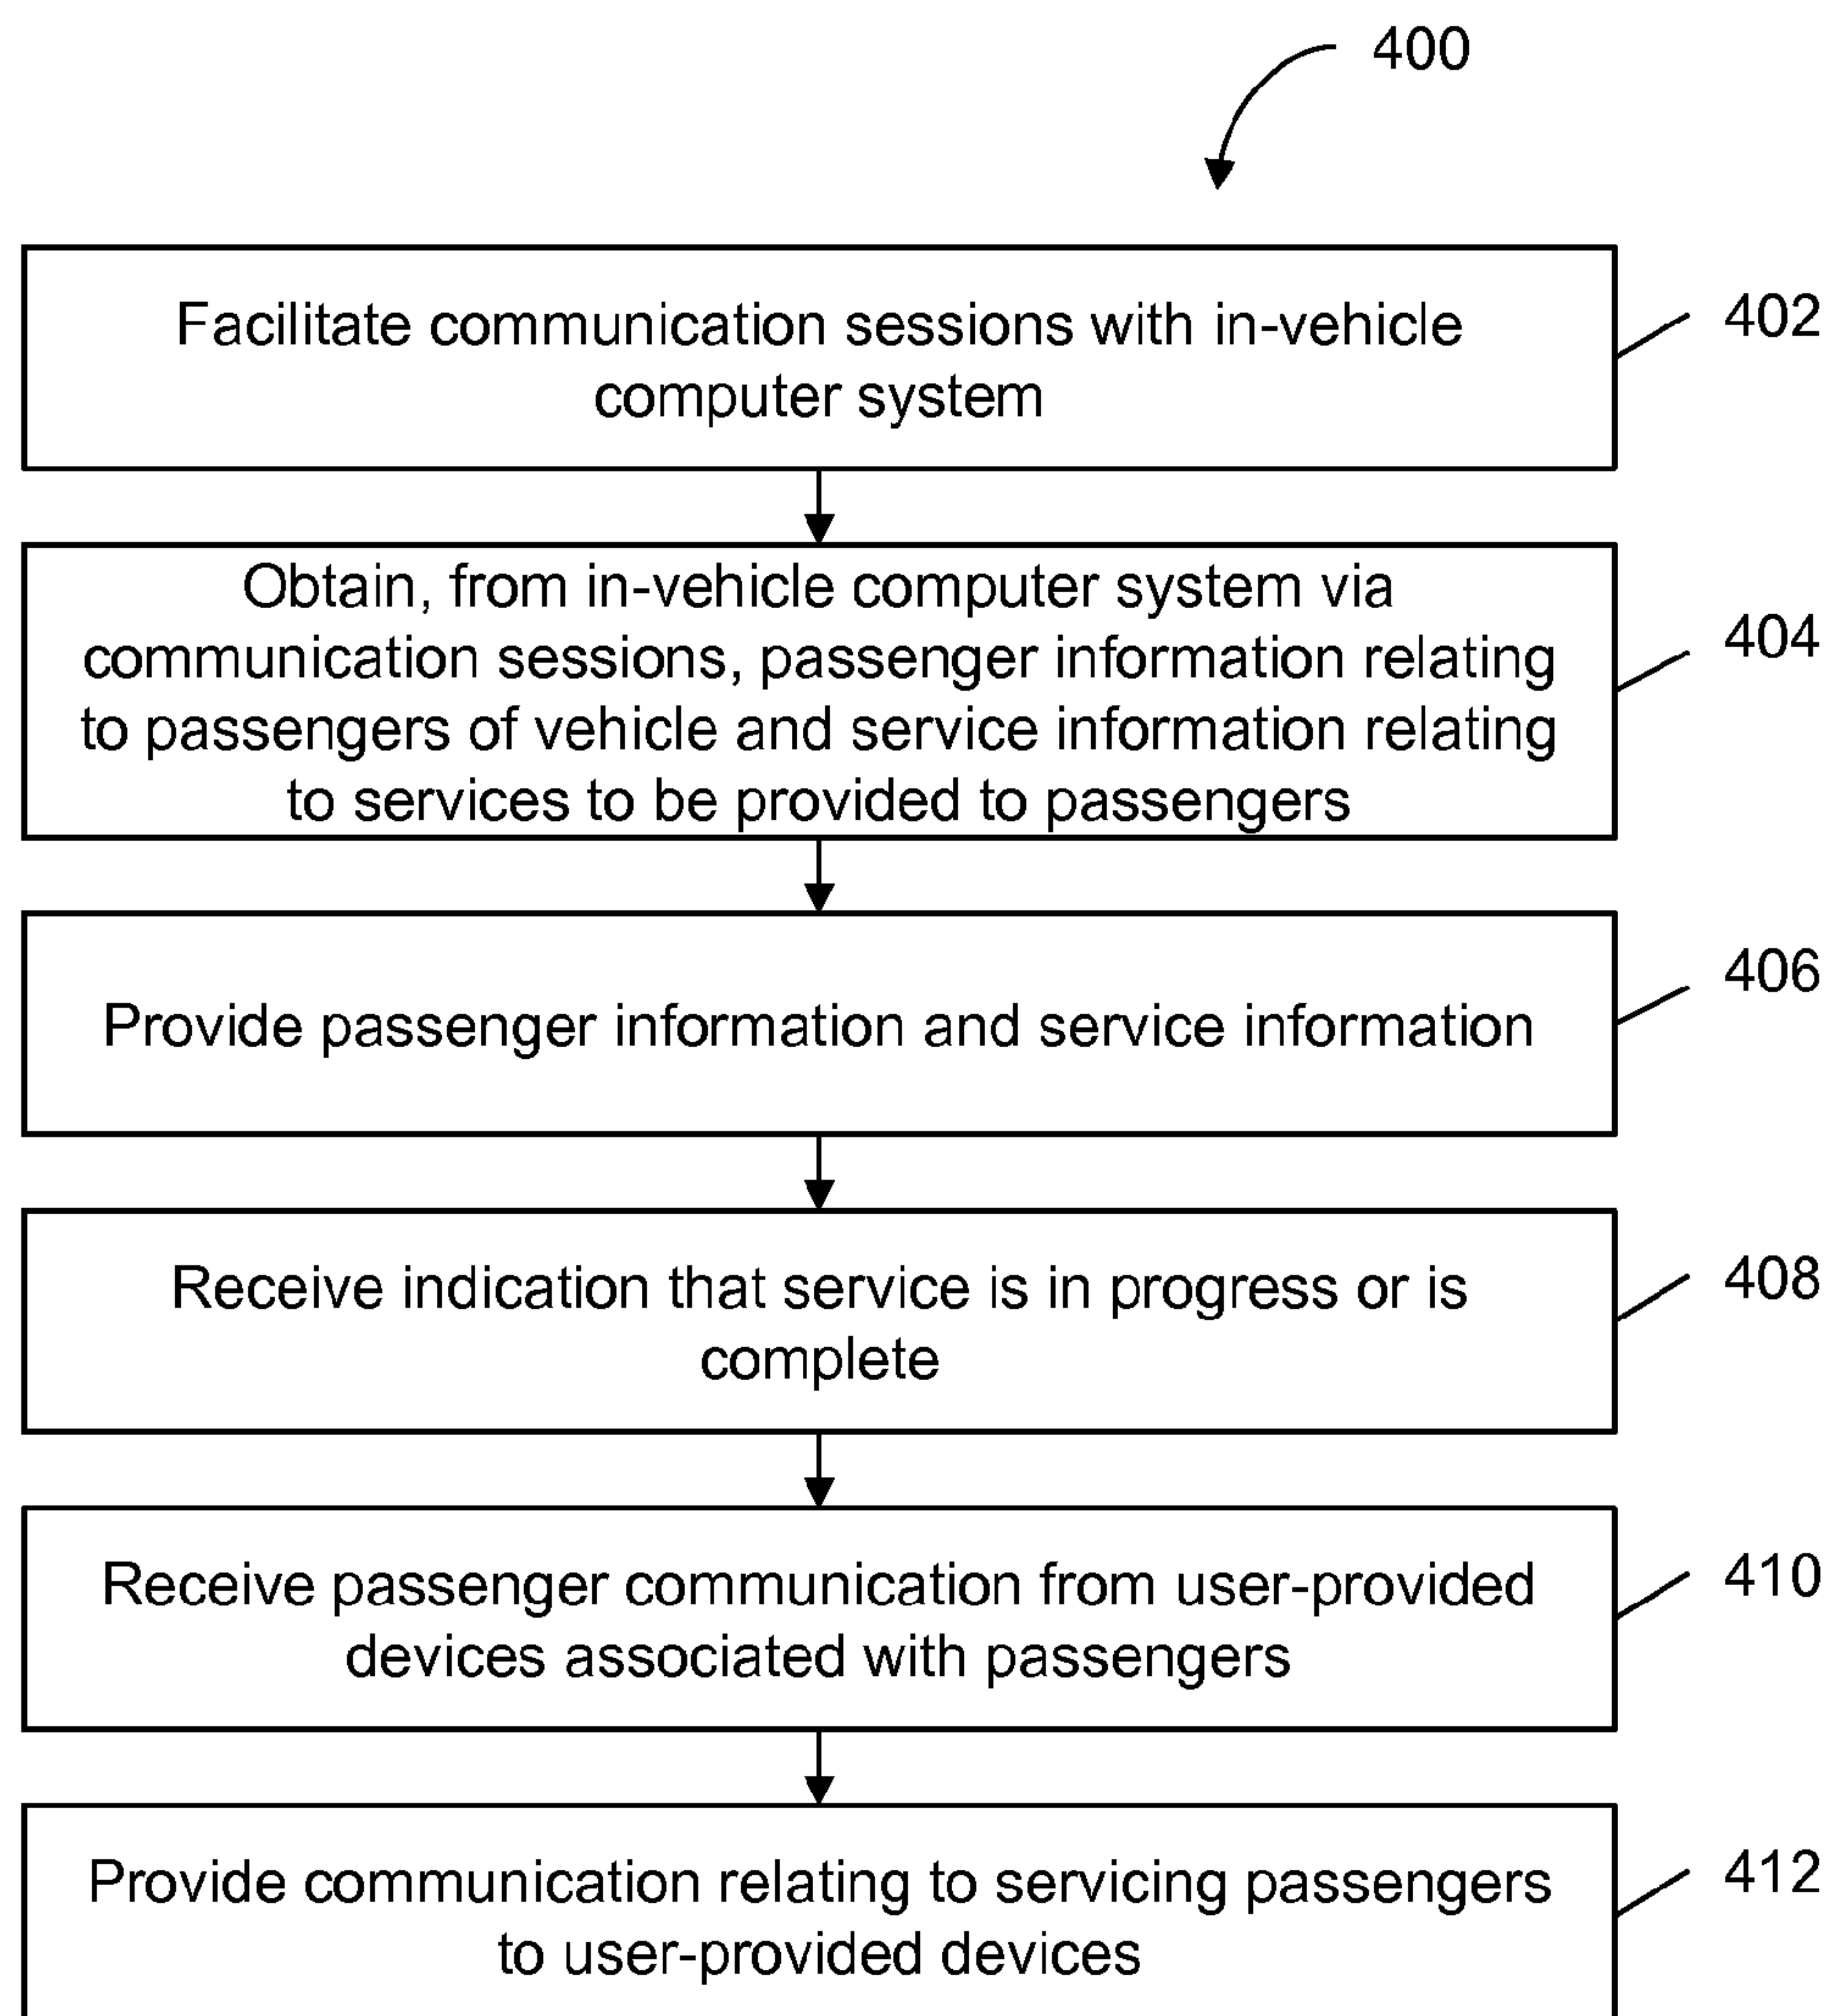 400
Facilitate communication sessions with in-vehicle
computer system
402
Obtain, from in-vehicle computer system via
communication sessions, passenger information relating
to passengers of vehicle and service information relating
to services to be provided to passengers
404
Provide passenger information and service information
406
Receive indication that service is in progress or is
complete
408
Receive passenger communication from user-provided
devices associated with passengers
410
Provide communication relating to servicing passengers
to user-provided devices
412